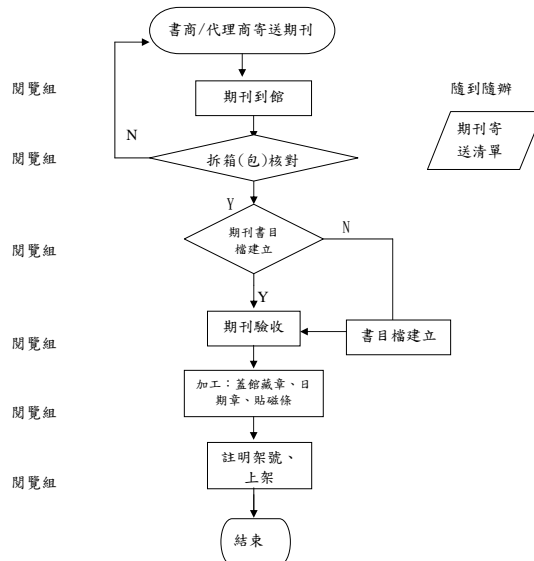 書商/代理商寄送期刊
閱覽組
期刊到館
隨到隨辦
N
期刊寄
送清單
閱覽組
拆箱(包)核對
Y
N
閱覽組
期刊書目
檔建立
Y
閱覽組
期刊驗收
書目檔建立
閱覽組
加工：蓋館藏章、日
期章、貼磁條
閱覽組
註明架號、
上架
結束